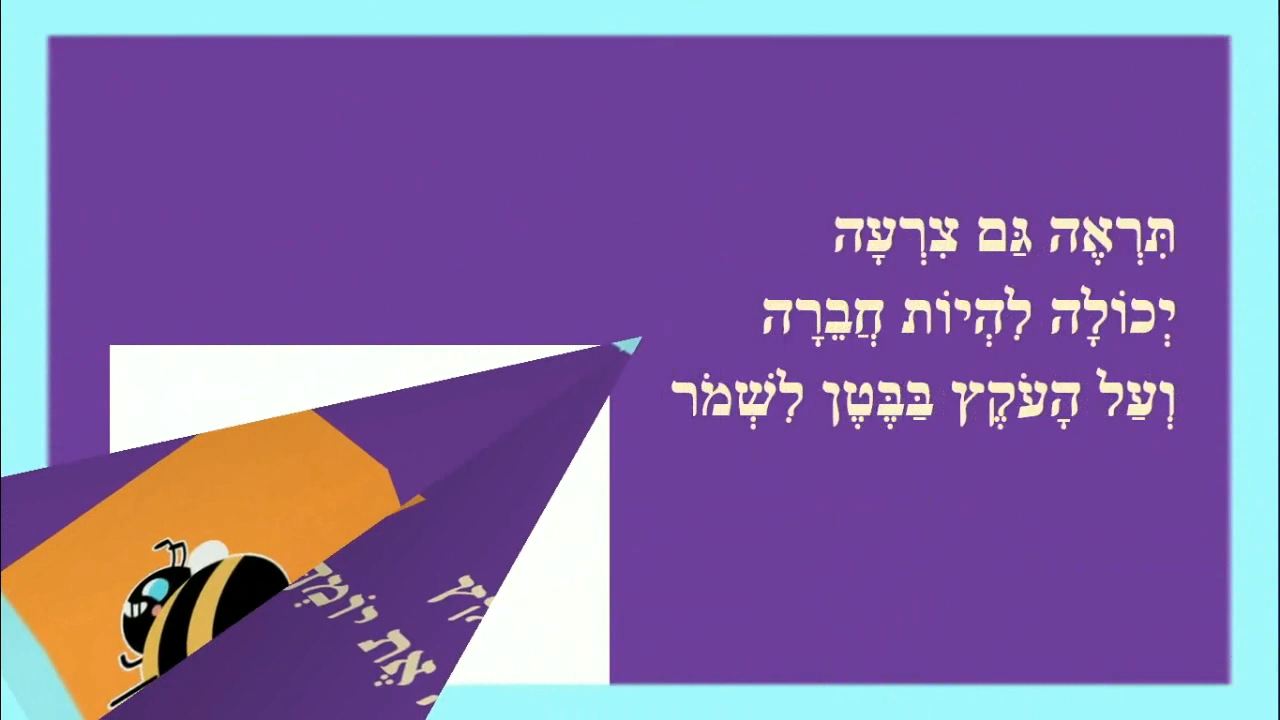 תִּרְאֶה גַּם צִרְעָה
יְכוֹלָה לִהְיוֹת חֲבֵרָה
וְעַל הָעֹקֶץ בַּבֶּטֶן לִשְׁמֹר
אֶת